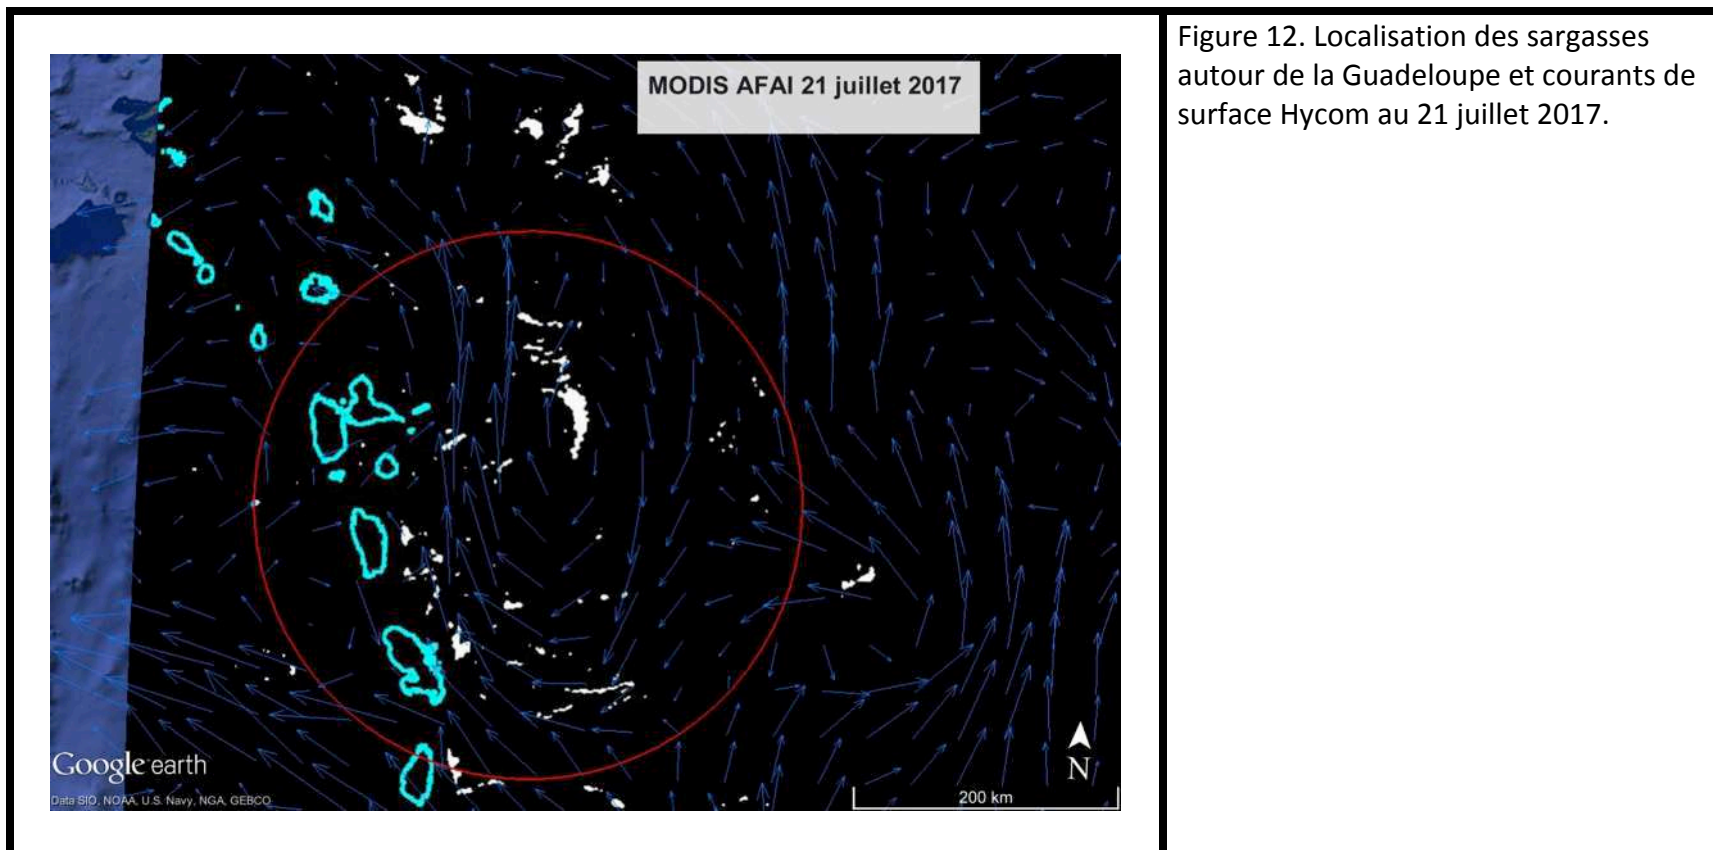 MODIS AFAI 21 juillet 2017
Google earth
Data SIO, NOAA, U.S. Navy, NGA, GEBCO
200 km
N
Figure 12. Localisation des sargasses
autour de la Guadeloupe et courants de
surface Hycom au 21 juillet 2017.